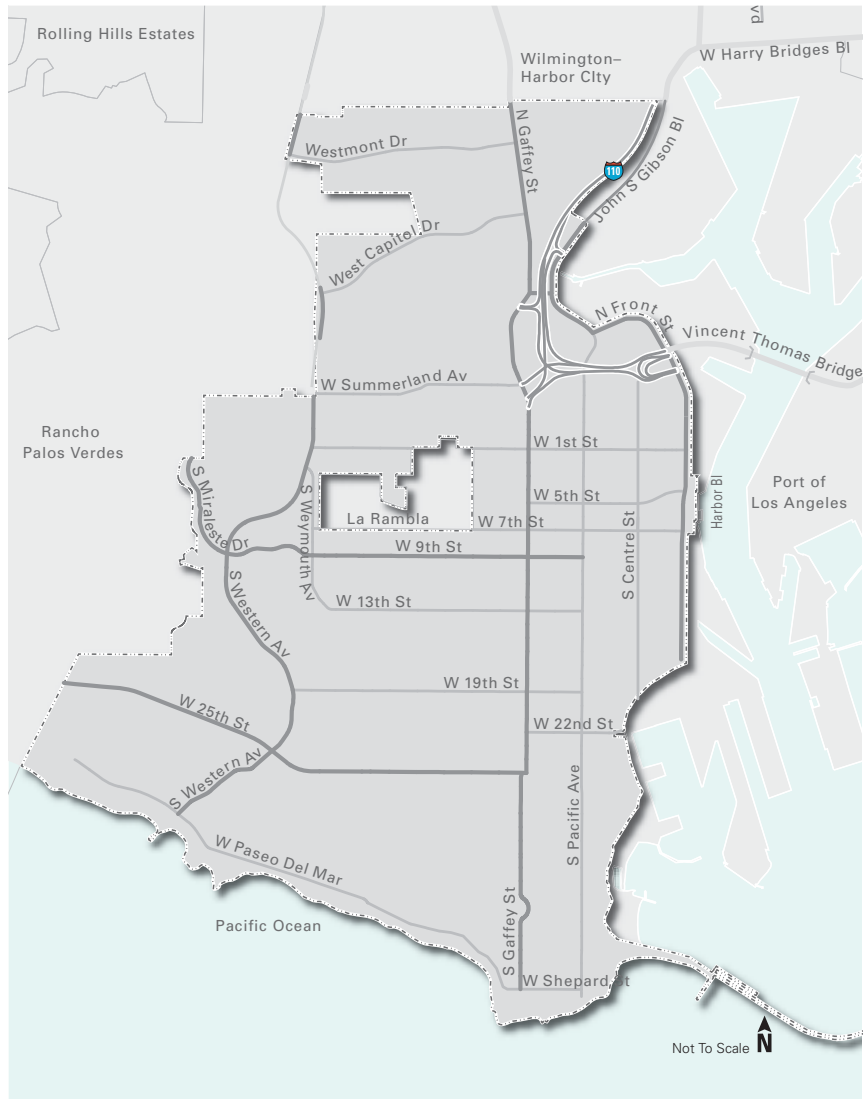 Rolling Hills Estates
Wilmington–
Harbor CIty
vd
W Harry Bridges Bl
N Gaffey St
Westmont Dr
110
John S Gibson Bl
West Capitol Dr
N Front St
Vincent Thomas Bridge
W Summerland Av
Rancho
Palos Verdes
W 1st St
S Miraleste Dr
S Weymouth Av
W 5th St
Harbor Bl
Port of
Los Angeles
La Rambla
W 7th St
S Centre St
W 9th St
S Western Av
W 13th St
W 19th St
W 25th St
W 22nd St
S Western Av
S Pacific Ave
W Paseo Del Mar
S Gaffey St
Pacific Ocean
W Shepard St
Not To Scale
N